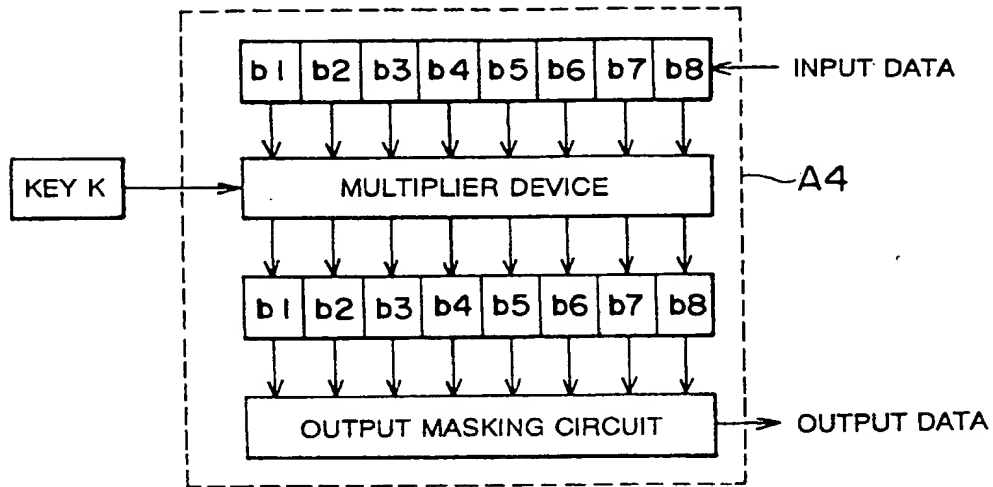 b1 b2 b3 b4 b5 b6 b7 b8
INPUT DATA
KEY K
MULTIPLIER DEVICE
A4
b1 b2 b3 b4 b5 b6 b7 b8
OUTPUT MASKING CIRCUIT
OUTPUT DATA